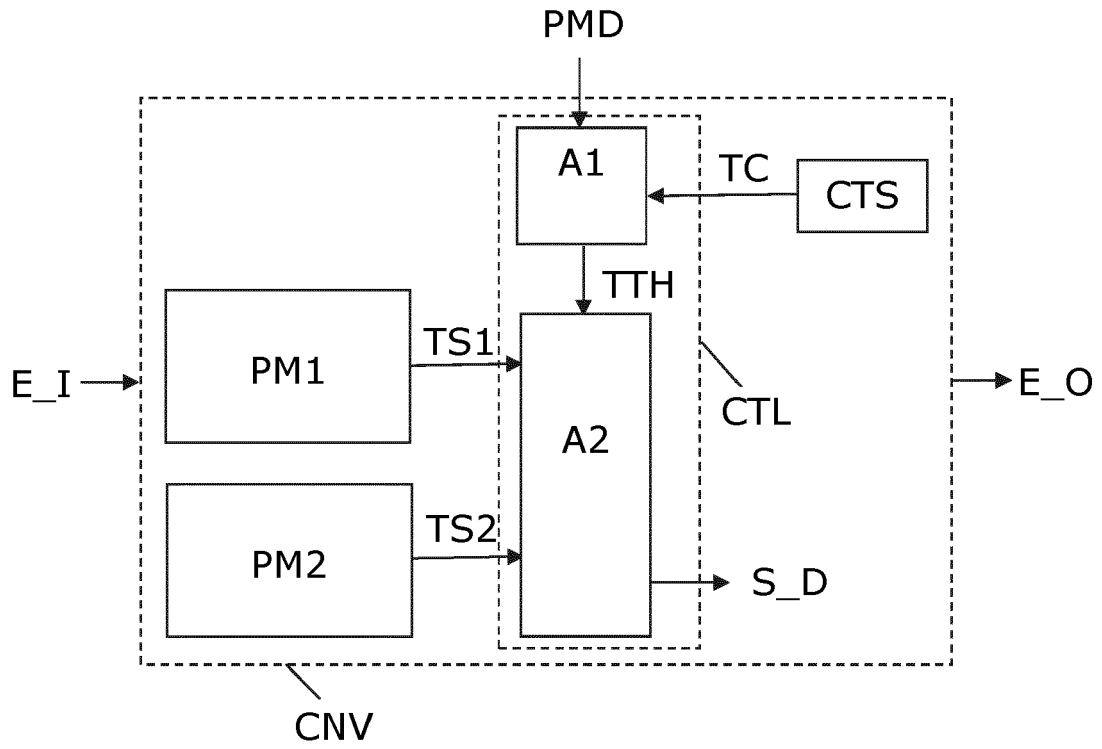 PMD
A1
TC
CTS
TTH
TS1
PM1
E_I
E_O
CTL
A2
TS2
PM2
S_D
CNV